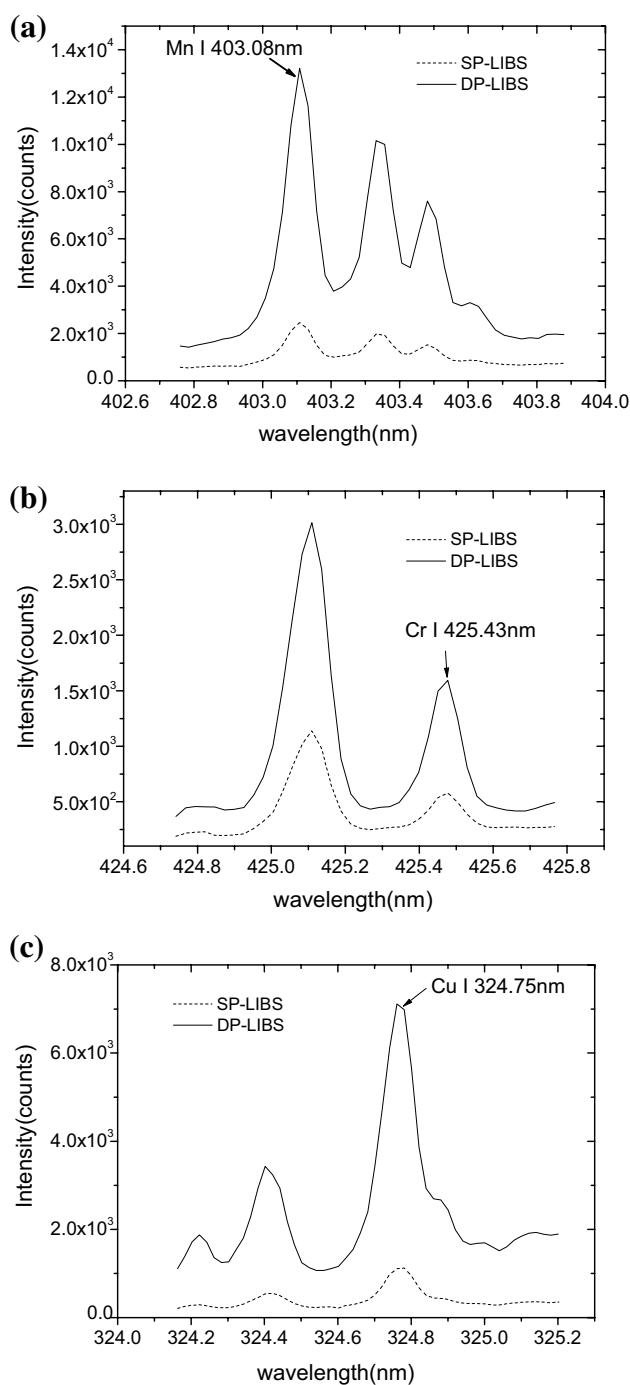 (a)
Mn I 403.08nm
SP-LIBS
DP-LIBS
1.4x10⁴
1.2x10⁴
1.0x10⁴
8.0x10³
6.0x10³
4.0x10³
2.0x10³
0.0
Intensity(counts)
402.6 402.8 403.0 403.2 403.4 403.6 403.8 404.0
wavelength(nm)
(b)
SP-LIBS
DP-LIBS
Cr I 425.43nm
3.0x10³
2.5x10³
2.0x10³
1.5x10³
1.0x10³
5.0x10²
Intensity(counts)
424.6 424.8 425.0 425.2 425.4 425.6 425.8
wavelength(nm)
(c)
SP-LIBS
DP-LIBS
Cu I 324.75nm
8.0x10³
6.0x10³
4.0x10³
2.0x10³
0.0
Intensity(counts)
324.0 324.2 324.4 324.6 324.8 325.0 325.2
wavelength(nm)